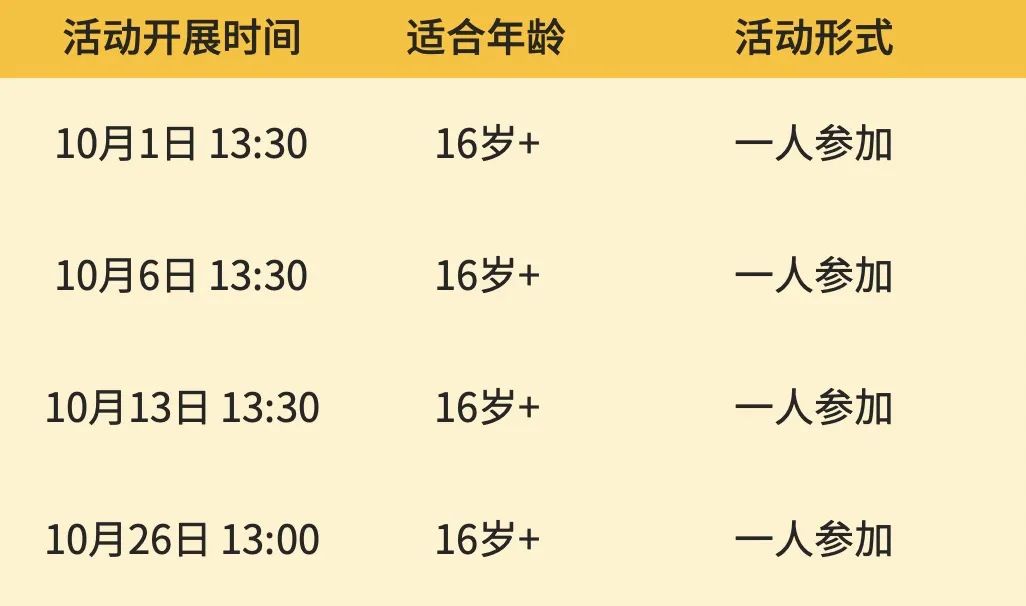 活动开展时间 适合年龄 活动形式
10月1日 13:30 16岁+ 一人参加
10月6日 13:30 16岁+ 一人参加
10月13日 13:30 16岁+ 一人参加
10月26日 13:00 16岁+ 一人参加